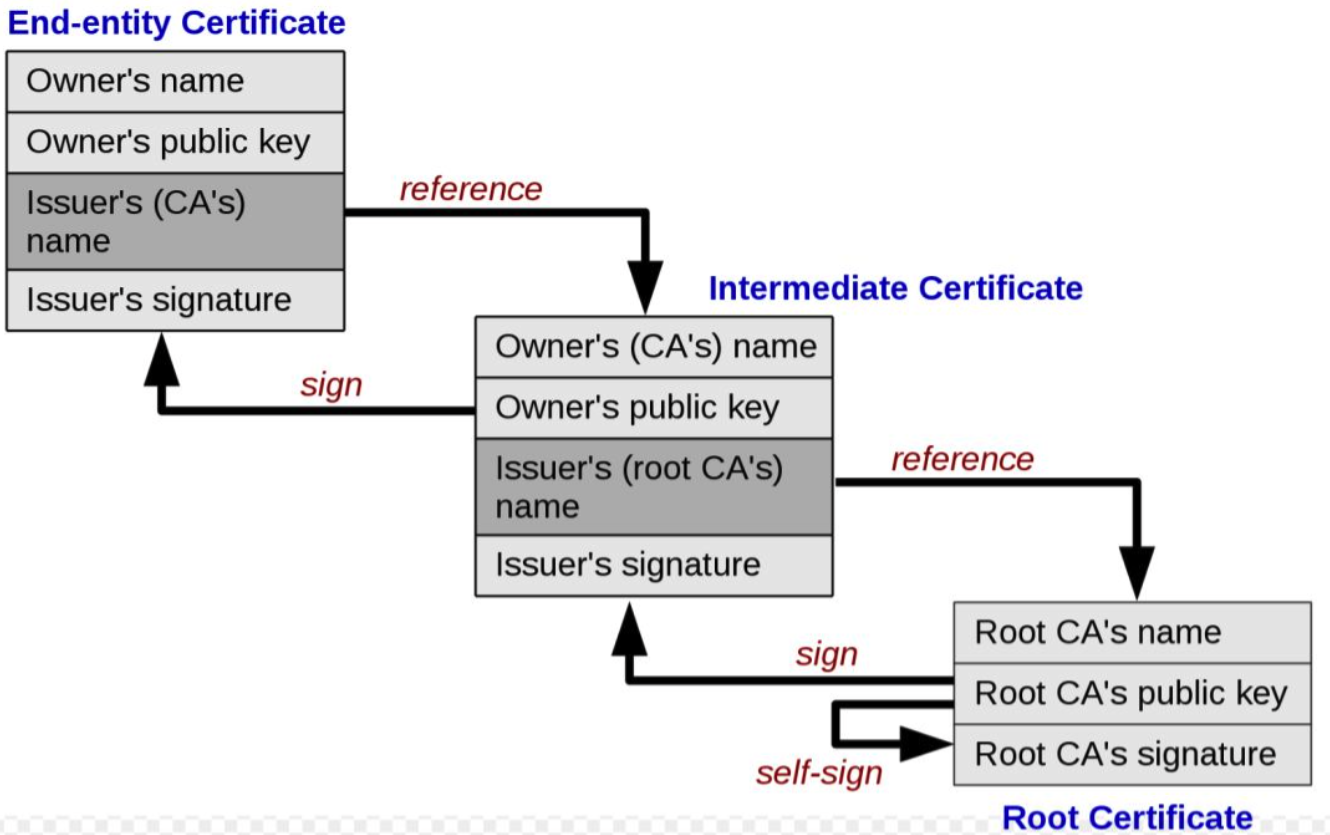 End-entity Certificate
Owner's name
Owner's public key
Issuer's (CA's)
name
Issuer's signature
reference
sign
Intermediate Certificate
Owner's (CA's) name
Owner's public key
Issuer's (root CA's)
name
Issuer's signature
reference
sign
self-sign
Root CA's name
Root CA's public key
Root CA's signature
Root Certificate